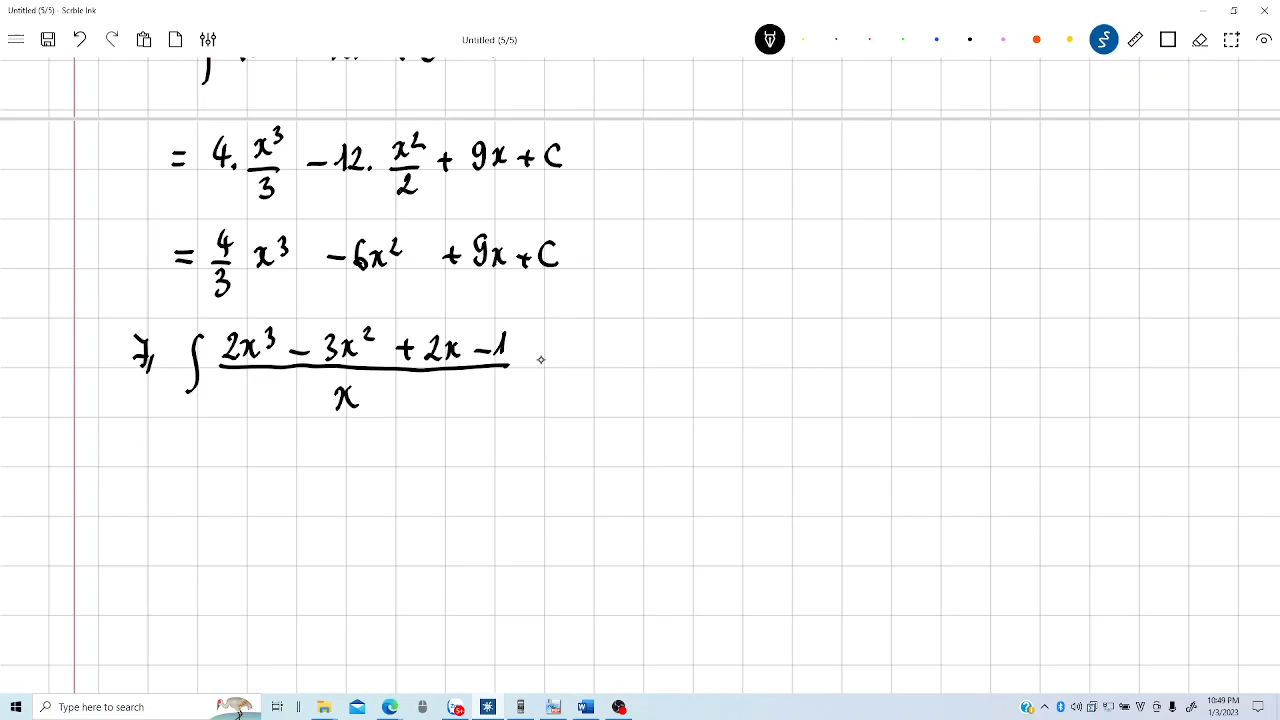 Untitled (5/5) - Scrble Ink
Untitled (5/5)
= 4. x³/3 - 12. x²/2 + 9x + C
= 4/3 x³ - 6x² + 9x + C
7, ∫ (2x³ - 3x² + 2x - 1)/x
Type here to search
10:49 PM
1/3/2023